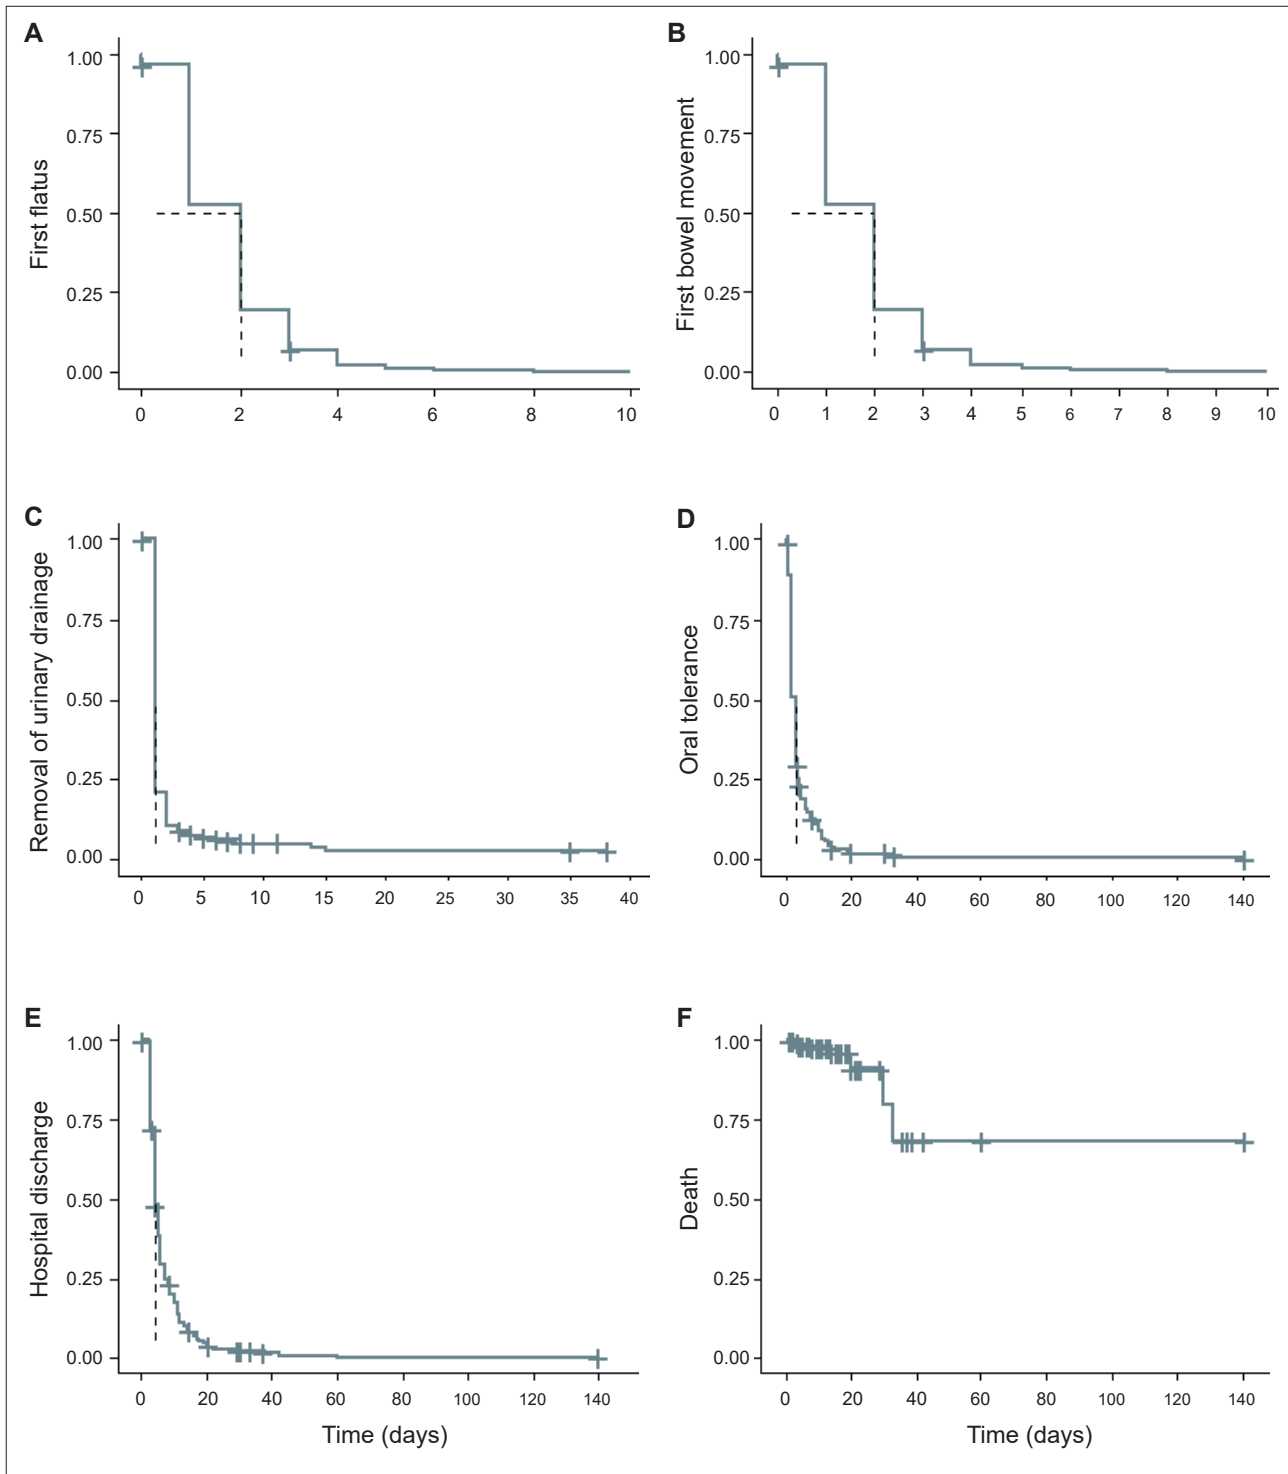 A
First flatus
1.00
0.75
0.50
0.25
0.00
0 2 4 6 8 10
B
First bowel movement
1.00
0.75
0.50
0.25
0.00
0 1 2 3 4 5 6 7 8 9 10
C
Removal of urinary drainage
1.00
0.75
0.50
0.25
0.00
0 5 10 15 20 25 30 35 40
D
Oral tolerance
1.00
0.75
0.50
0.25
0.00
0 20 40 60 80 100 120 140
E
Hospital discharge
1.00
0.75
0.50
0.25
0.00
0 20 40 60 80 100 120 140
Time (days)
F
Death
1.00
0.75
0.50
0.25
0.00
0 20 40 60 80 100 120 140
Time (days)